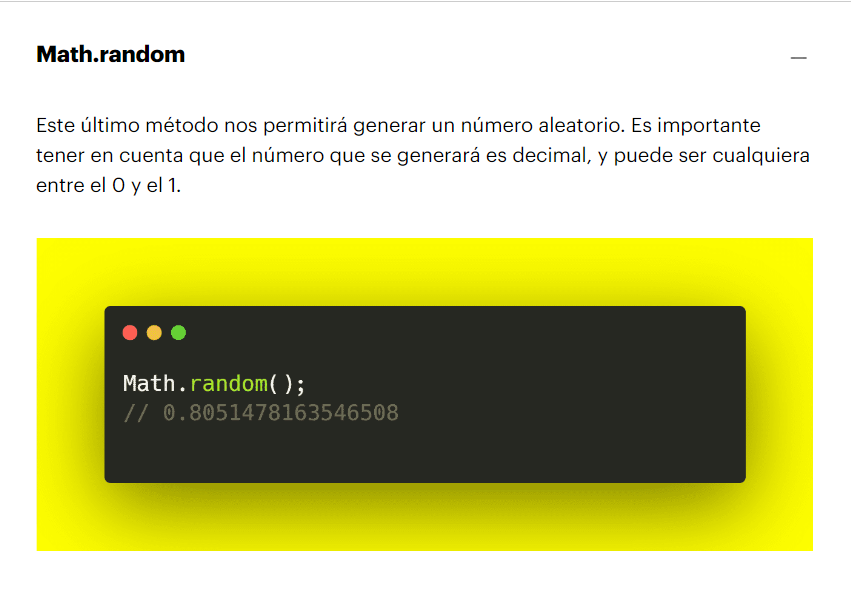 Math.random
Este último método nos permitirá generar un número aleatorio. Es importante
tener en cuenta que el número que se generará es decimal, y puede ser cualquiera
entre el 0 y el 1.
Math.random();
// 0.8051478163546508